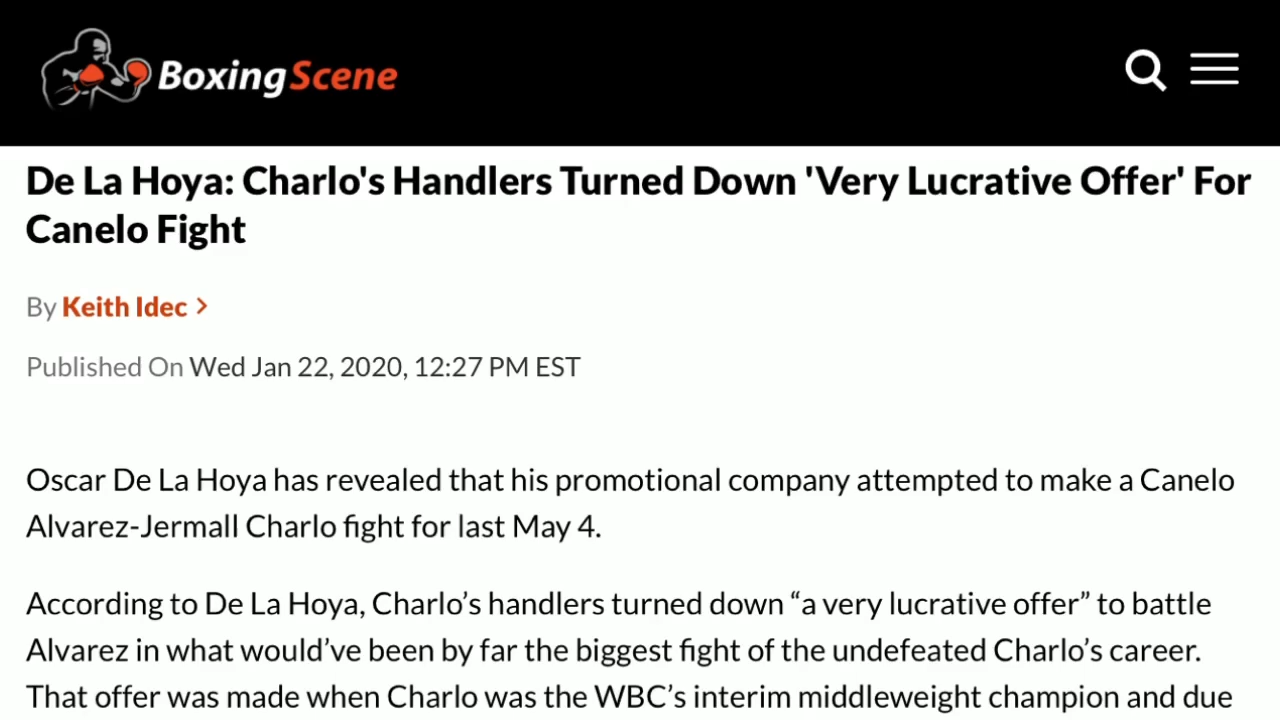 BoxingScene
De La Hoya: Charlo's Handlers Turned Down 'Very Lucrative Offer' For
Canelo Fight
By Keith Idec >
Published On Wed Jan 22, 2020, 12:27 PM EST
Oscar De La Hoya has revealed that his promotional company attempted to make a Canelo
Alvarez-Jermall Charlo fight for last May 4.
According to De La Hoya, Charlo’s handlers turned down “a very lucrative offer” to battle
Alvarez in what would’ve been by far the biggest fight of the undefeated Charlo’s career.
That offer was made when Charlo was the WBC’s interim middleweight champion and due